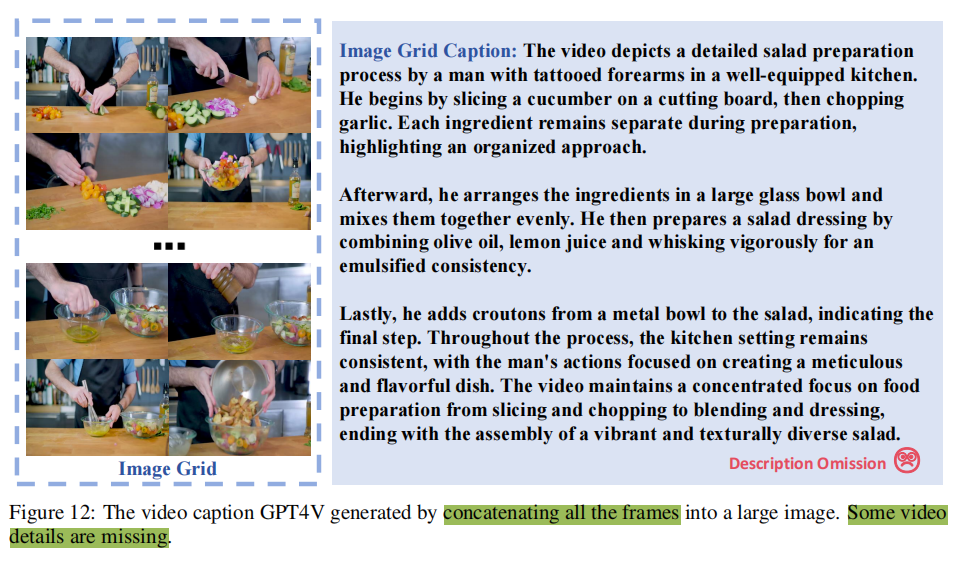 Image Grid Caption: The video depicts a detailed salad preparation
process by a man with tattooed forearms in a well-equipped kitchen.
He begins by slicing a cucumber on a cutting board, then chopping
garlic. Each ingredient remains separate during preparation,
highlighting an organized approach.
Afterward, he arranges the ingredients in a large glass bowl and
mixes them together evenly. He then prepares a salad dressing by
combining olive oil, lemon juice and whisking vigorously for an
emulsified consistency.
Lastly, he adds croutons from a metal bowl to the salad, indicating the
final step. Throughout the process, the kitchen setting remains
consistent, with the man's actions focused on creating a meticulous
and flavorful dish. The video maintains a concentrated focus on food
preparation from slicing and chopping to blending and dressing,
ending with the assembly of a vibrant and texturally diverse salad.
Description Omission
Image Grid
Figure 12: The video caption GPT4V generated by concatenating all the frames into a large image. Some video
details are missing.